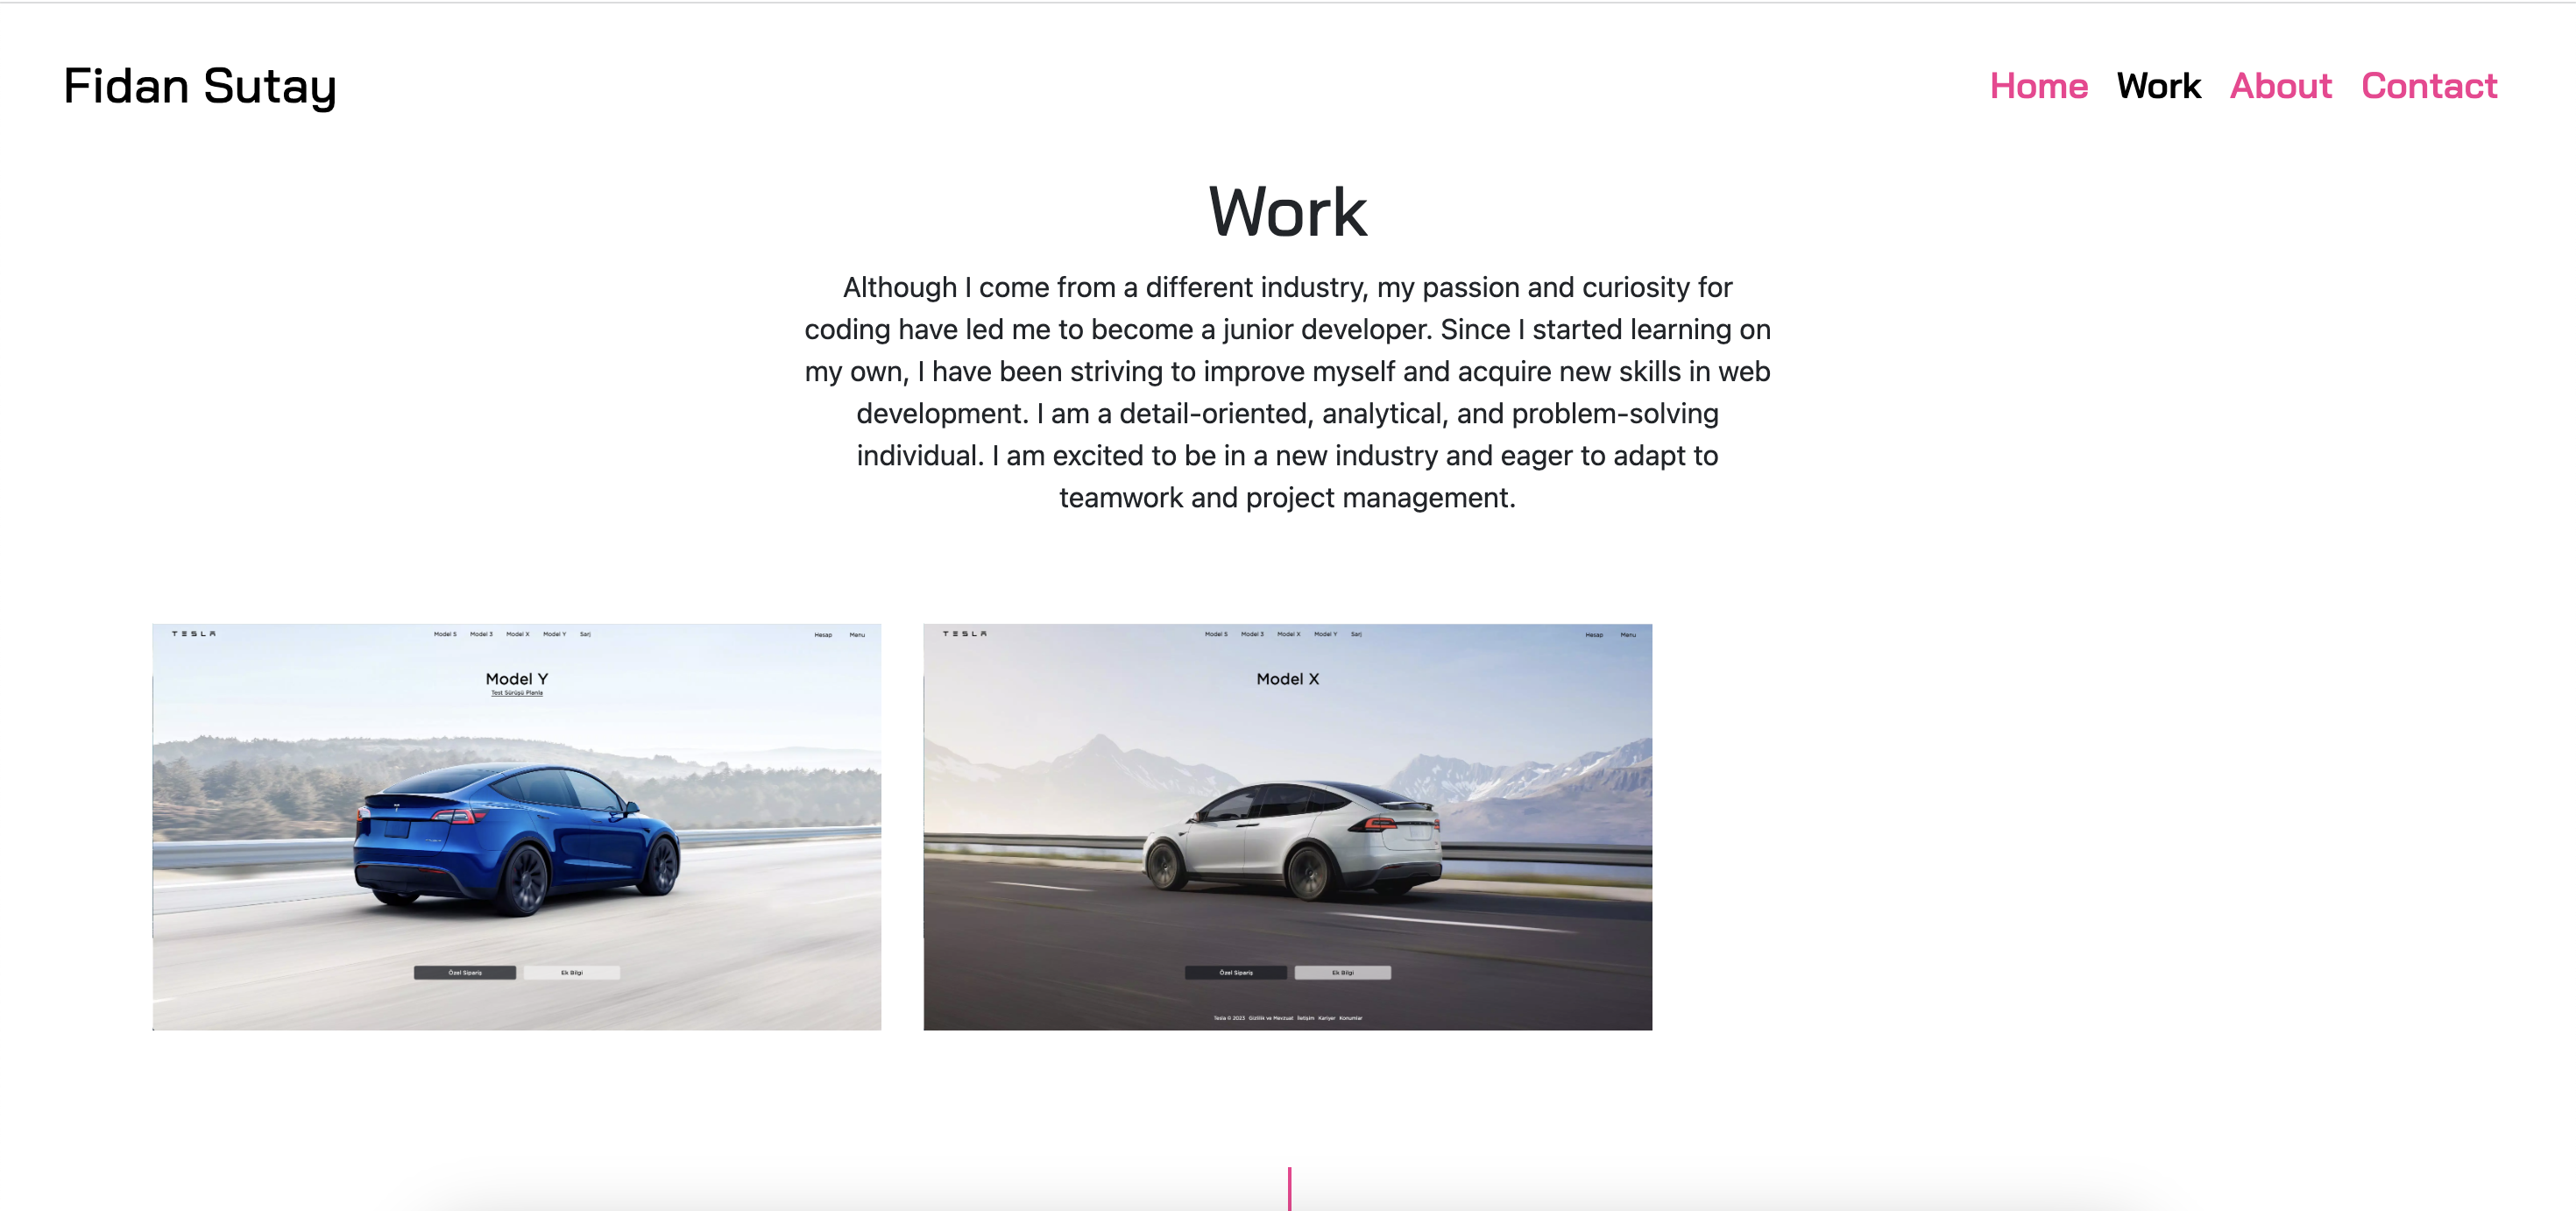 Fidan Sutay
Home Work About Contact
Work
Although I come from a different industry, my passion and curiosity for
coding have led me to become a junior developer. Since I started learning on
my own, I have been striving to improve myself and acquire new skills in web
development. I am a detail-oriented, analytical, and problem-solving
individual. I am excited to be in a new industry and eager to adapt to
teamwork and project management.
TESLA Model S Model 3 Model X Model Y Sarj Hesap Menu
Model Y
Test Sürüşü Planla
Özel Sipariş Ek Bilgi
TESLA Model S Model 3 Model X Model Y Sarj Hesap Menu
Model X
Özel Sipariş Ek Bilgi
Tesla © 2023 Gizlilik ve Mevzuat İletişim Kariyer Konumlar